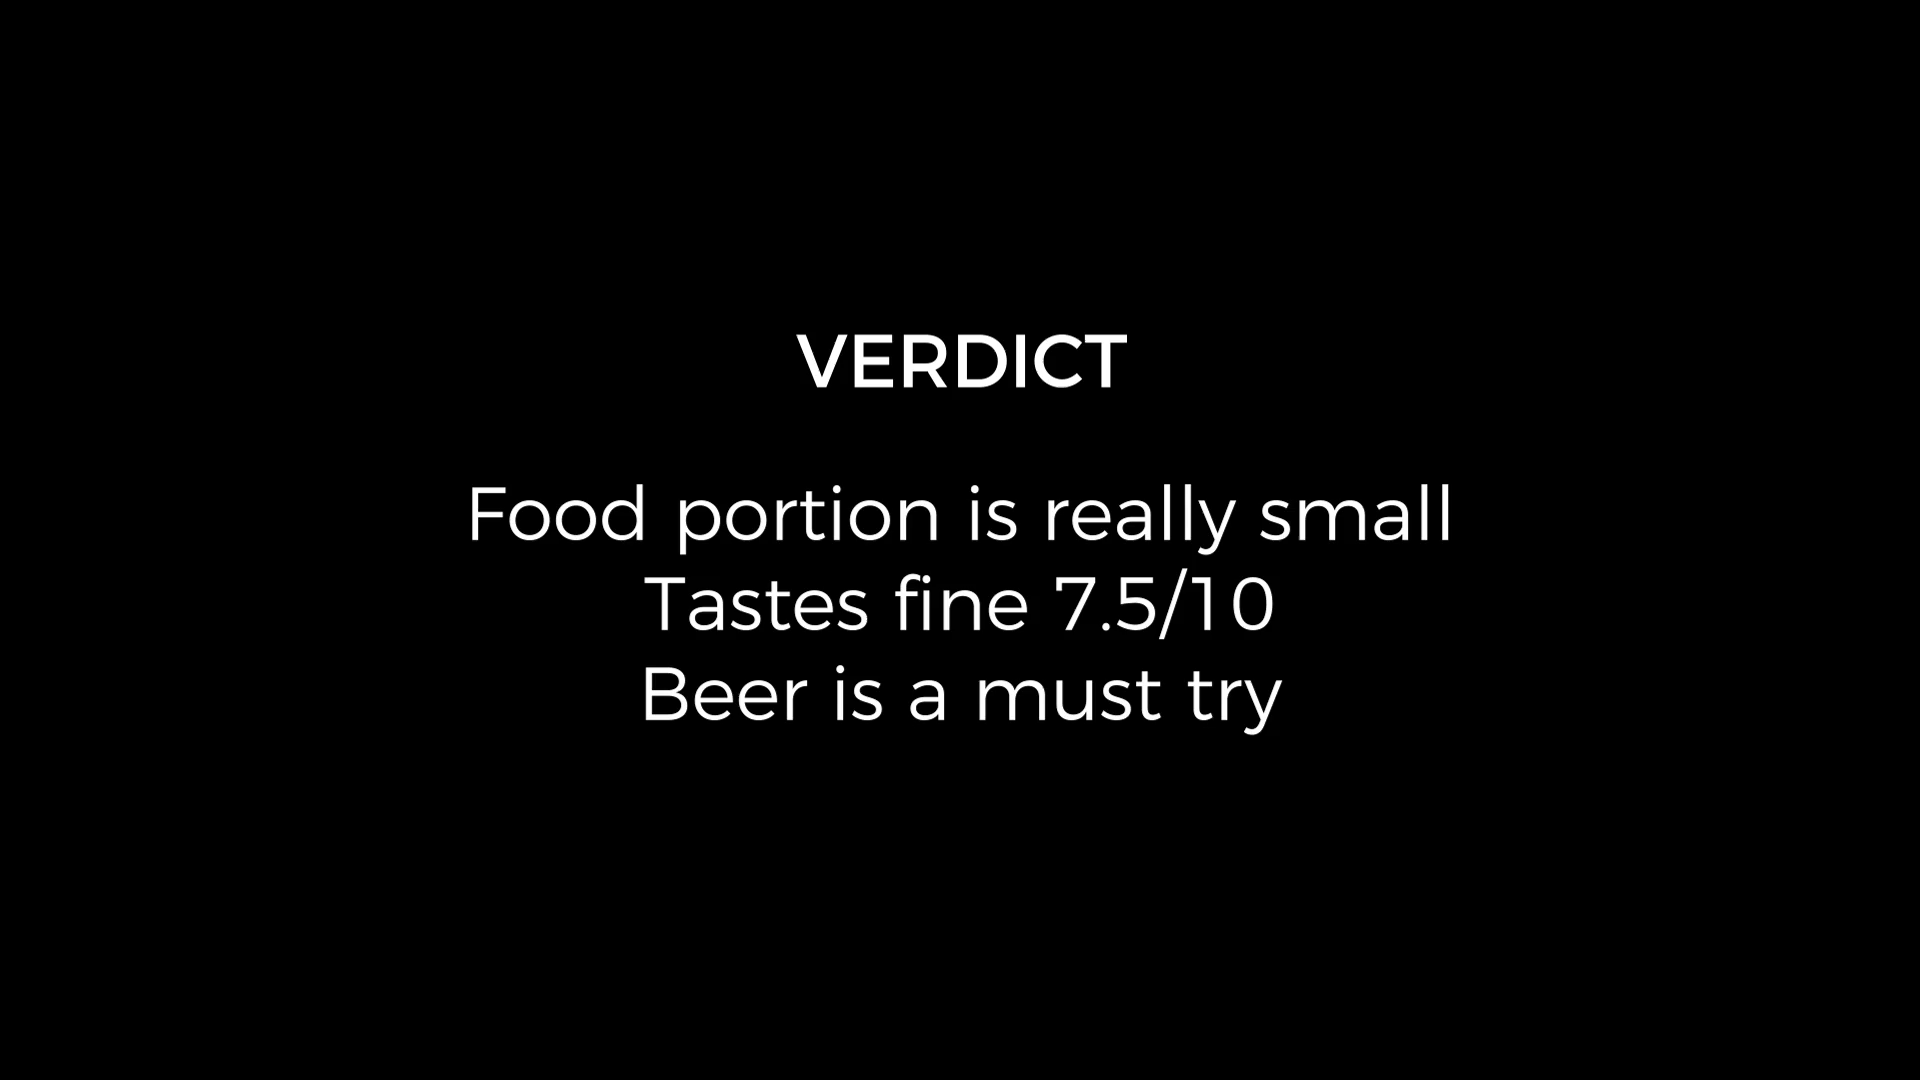 VERDICT
Food portion is really small
Tastes fine 7.5/10
Beer is a must try